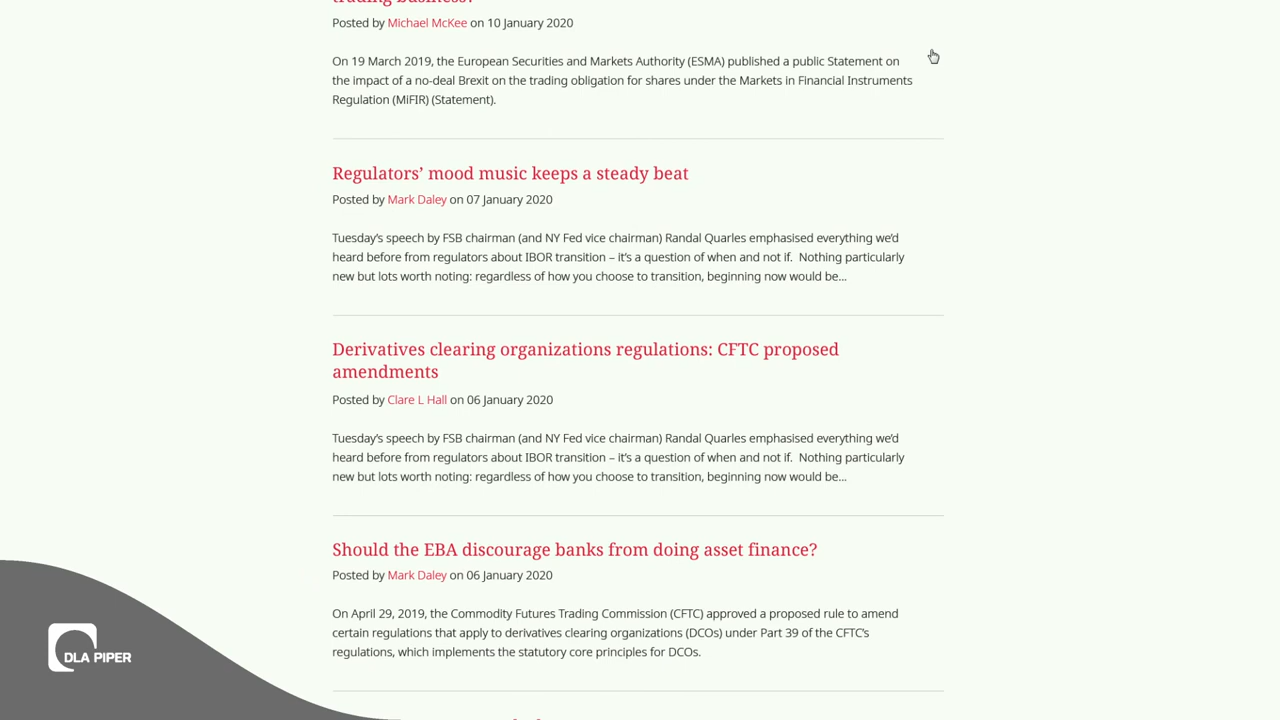 trading business?
Posted by Michael McKee on 10 January 2020
On 19 March 2019, the European Securities and Markets Authority (ESMA) published a public Statement on
the impact of a no-deal Brexit on the trading obligation for shares under the Markets in Financial Instruments
Regulation (MiFIR) (Statement).
Regulators’ mood music keeps a steady beat
Posted by Mark Daley on 07 January 2020
Tuesday’s speech by FSB chairman (and NY Fed vice chairman) Randal Quarles emphasised everything we’d
heard before from regulators about IBOR transition – it’s a question of when and not if.  Nothing particularly
new but lots worth noting: regardless of how you choose to transition, beginning now would be...
Derivatives clearing organizations regulations: CFTC proposed
amendments
Posted by Clare L Hall on 06 January 2020
Tuesday’s speech by FSB chairman (and NY Fed vice chairman) Randal Quarles emphasised everything we’d
heard before from regulators about IBOR transition – it’s a question of when and not if.  Nothing particularly
new but lots worth noting: regardless of how you choose to transition, beginning now would be...
Should the EBA discourage banks from doing asset finance?
Posted by Mark Daley on 06 January 2020
On April 29, 2019, the Commodity Futures Trading Commission (CFTC) approved a proposed rule to amend
certain regulations that apply to derivatives clearing organizations (DCOs) under Part 39 of the CFTC’s
regulations, which implements the statutory core principles for DCOs.
DLA PIPER